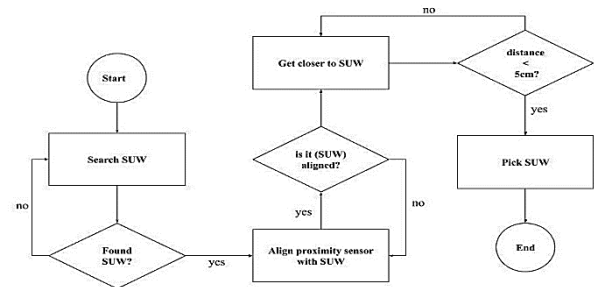 Start
Search SUW
no
Found
SUW?
yes
Align proximity sensor
with SUW
yes
is it (SUW)
aligned?
no
Get closer to SUW
no
distance
<
5cm?
yes
Pick SUW
End